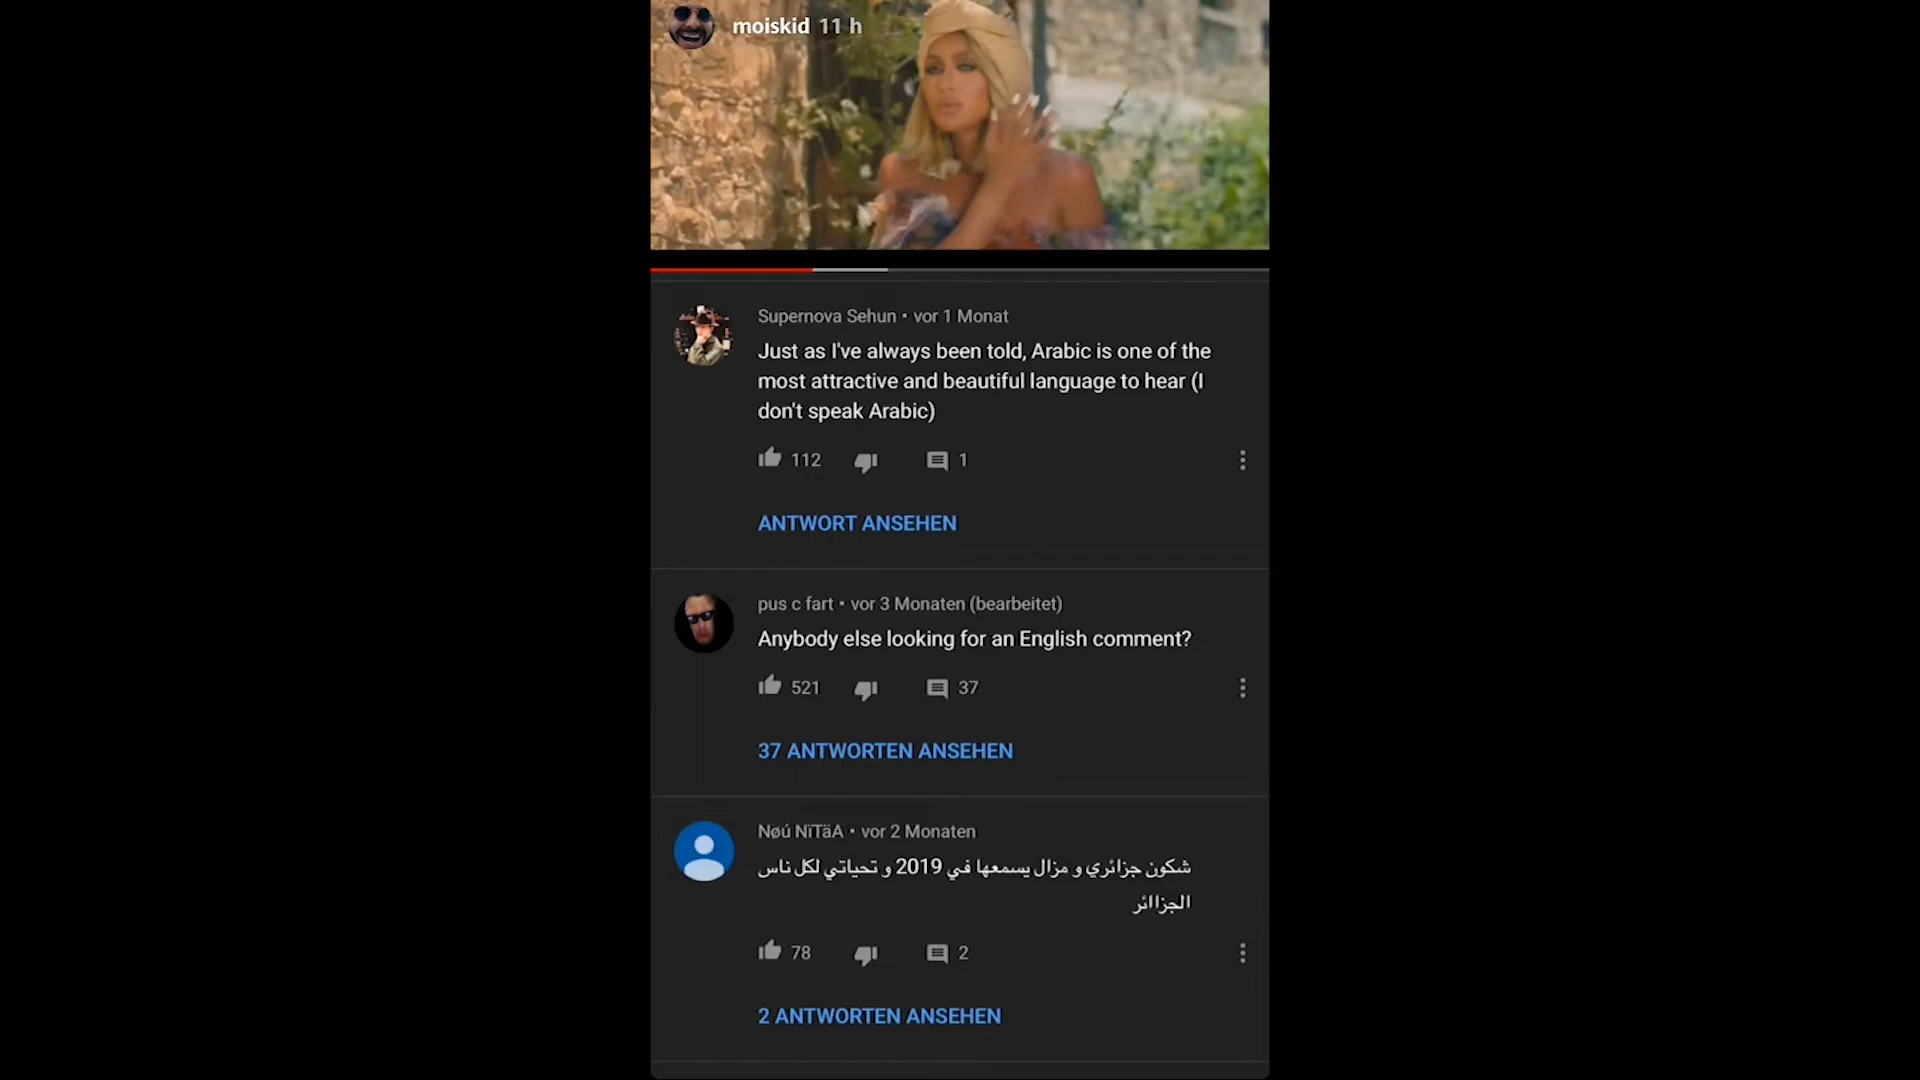 moiskid 11 h
Supernova Sehun • vor 1 Monat
Just as I've always been told, Arabic is one of the
most attractive and beautiful language to hear (I
don't speak Arabic)
112 1
ANTWORT ANSEHEN
pus c fart • vor 3 Monaten (bearbeitet)
Anybody else looking for an English comment?
521 37
37 ANTWORTEN ANSEHEN
Nøú NïTäA • vor 2 Monaten
شكون جزائري و مزال يسمعها في 2019 و تحياتي لكل ناس
الجزاائر
78 2
2 ANTWORTEN ANSEHEN